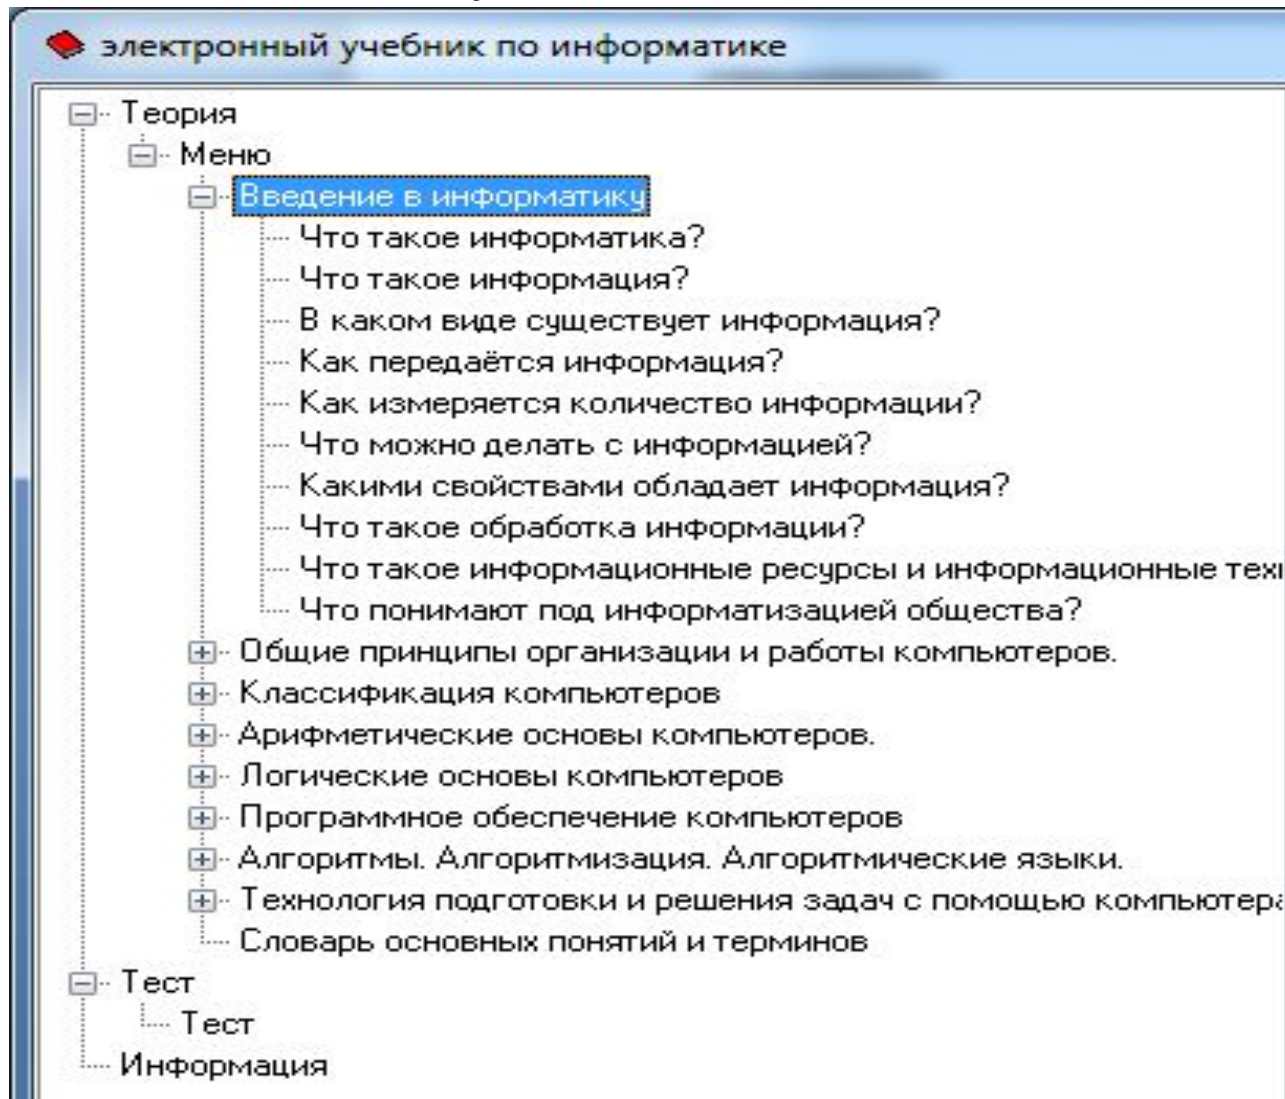 электронный учебник по информатике
Теория
Меню
Введение в информатику
Что такое информатика?
Что такое информация?
В каком виде существует информация?
Как передаётся информация?
Как измеряется количество информации?
Что можно делать с информацией?
Какими свойствами обладает информация?
Что такое обработка информации?
Что такое информационные ресурсы и информационные
Что понимают под информатизацией общества?
Общие принципы организации и работы компьютеров.
Классификация компьютеров
Арифметические основы компьютеров.
Логические основы компьютеров
Программное обеспечение компьютеров
Алгоритмы. Алгоритмизация. Алгоритмические языки.
Технология подготовки и решения задач с помощью
Словарь основных понятий и терминов
Тест
Тест
Информация